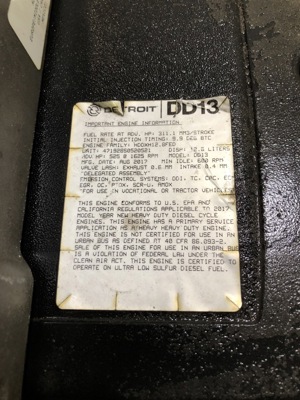 DETROIT DD13
IMPORTANT ENGINE INFORMATION
FUEL RATE AT ADV. HP: 311.1 MM3/STROKE
INITIAL INJECTION TIMING: 9.9 DEG BTC
ENGINE FAMILY: HDDXH12.8FED
UNIT: 471928S0520521 DISP: 12.8 LITERS
ADV.HP: 525 @ 1625 RPM MODEL: DD13
MFG. DATE: AUG 2017 MIN IDLE: 600 RPM
VALVE LASH: EXHAUST 0.6 MM INTAKE 0.4 MM
"DELEGATED ASSEMBLY"
EMISSION CONTROL SYSTEMS: DDI, TC, CAC, ECM
EGR, OC, PTOX, SCR-U, AMOX
"FOR USE IN VOCATIONAL OR TRACTOR VEHICLES"
THIS ENGINE CONFORMS TO U.S. EPA AND
CALIFORNIA REGULATIONS APPLICABLE TO 2017
MODEL YEAR NEW HEAVY DUTY DIESEL CYCLE
ENGINES. THIS ENGINE HAS A PRIMARY SERVICE
APPLICATION AS A HEAVY HEAVY DUTY ENGINE.
THIS ENGINE IS NOT CERTIFIED FOR USE IN AN
URBAN BUS AS DEFINED AT 40 CFR 86.093-2.
SALE OF THIS ENGINE FOR USE IN AN URBAN BUS
IS A VIOLATION OF FEDERAL LAW UNDER THE
CLEAN AIR ACT. THIS ENGINE IS CERTIFIED TO
OPERATE ON ULTRA LOW SULFUR DIESEL FUEL.